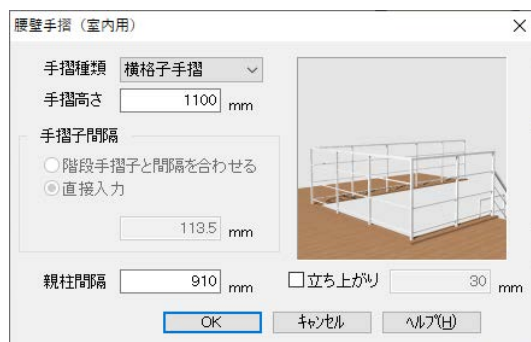 腰壁手摺（室内用）
手摺種類 横格子手摺
手摺高さ 1100 mm
手摺子間隔
階段手摺子と間隔を合わせる
直接入力
113.5 mm
親柱間隔 910 mm
立ち上がり 30 mm
OK キャンセル ヘルプ(H)